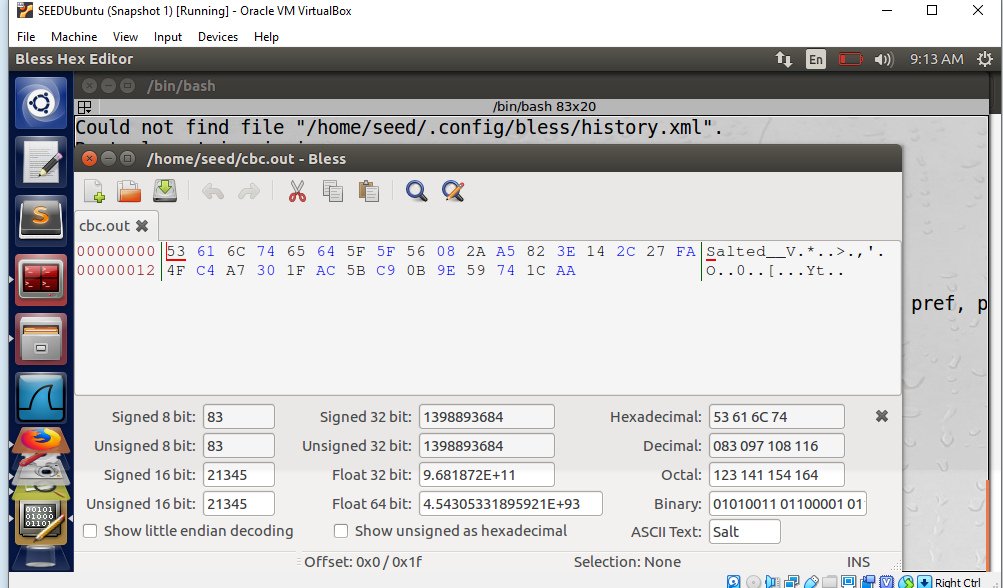 SEEDUbuntu (Snapshot 1) [Running] - Oracle VM VirtualBox
File Machine View Input Devices Help
Bless Hex Editor En 9:13 AM
/bin/bash
/bin/bash 83x20
Could not find file "/home/seed/.config/bless/history.xml".
/home/seed/cbc.out - Bless
cbc.out
00000000 53 61 6C 74 65 64 5F 5F 56 08 2A A5 82 3E 14 2C 27 FA Salted__V.*..>.,'.
00000012 4F C4 A7 30 1F AC 5B C9 0B 9E 59 74 1C AA O..0..[...Yt..
pref, p
Signed 8 bit: 83 Signed 32 bit: 1398893684 Hexadecimal: 53 61 6C 74
Unsigned 8 bit: 83 Unsigned 32 bit: 1398893684 Decimal: 083 097 108 116
Signed 16 bit: 21345 Float 32 bit: 9.681872E+11 Octal: 123 141 154 164
Unsigned 16 bit: 21345 Float 64 bit: 4.54305331895921E+93 Binary: 01010011 01100001 01
Show little endian decoding Show unsigned as hexadecimal ASCII Text: Salt
Offset: 0x0 / 0x1f Selection: None INS
Right Ctrl